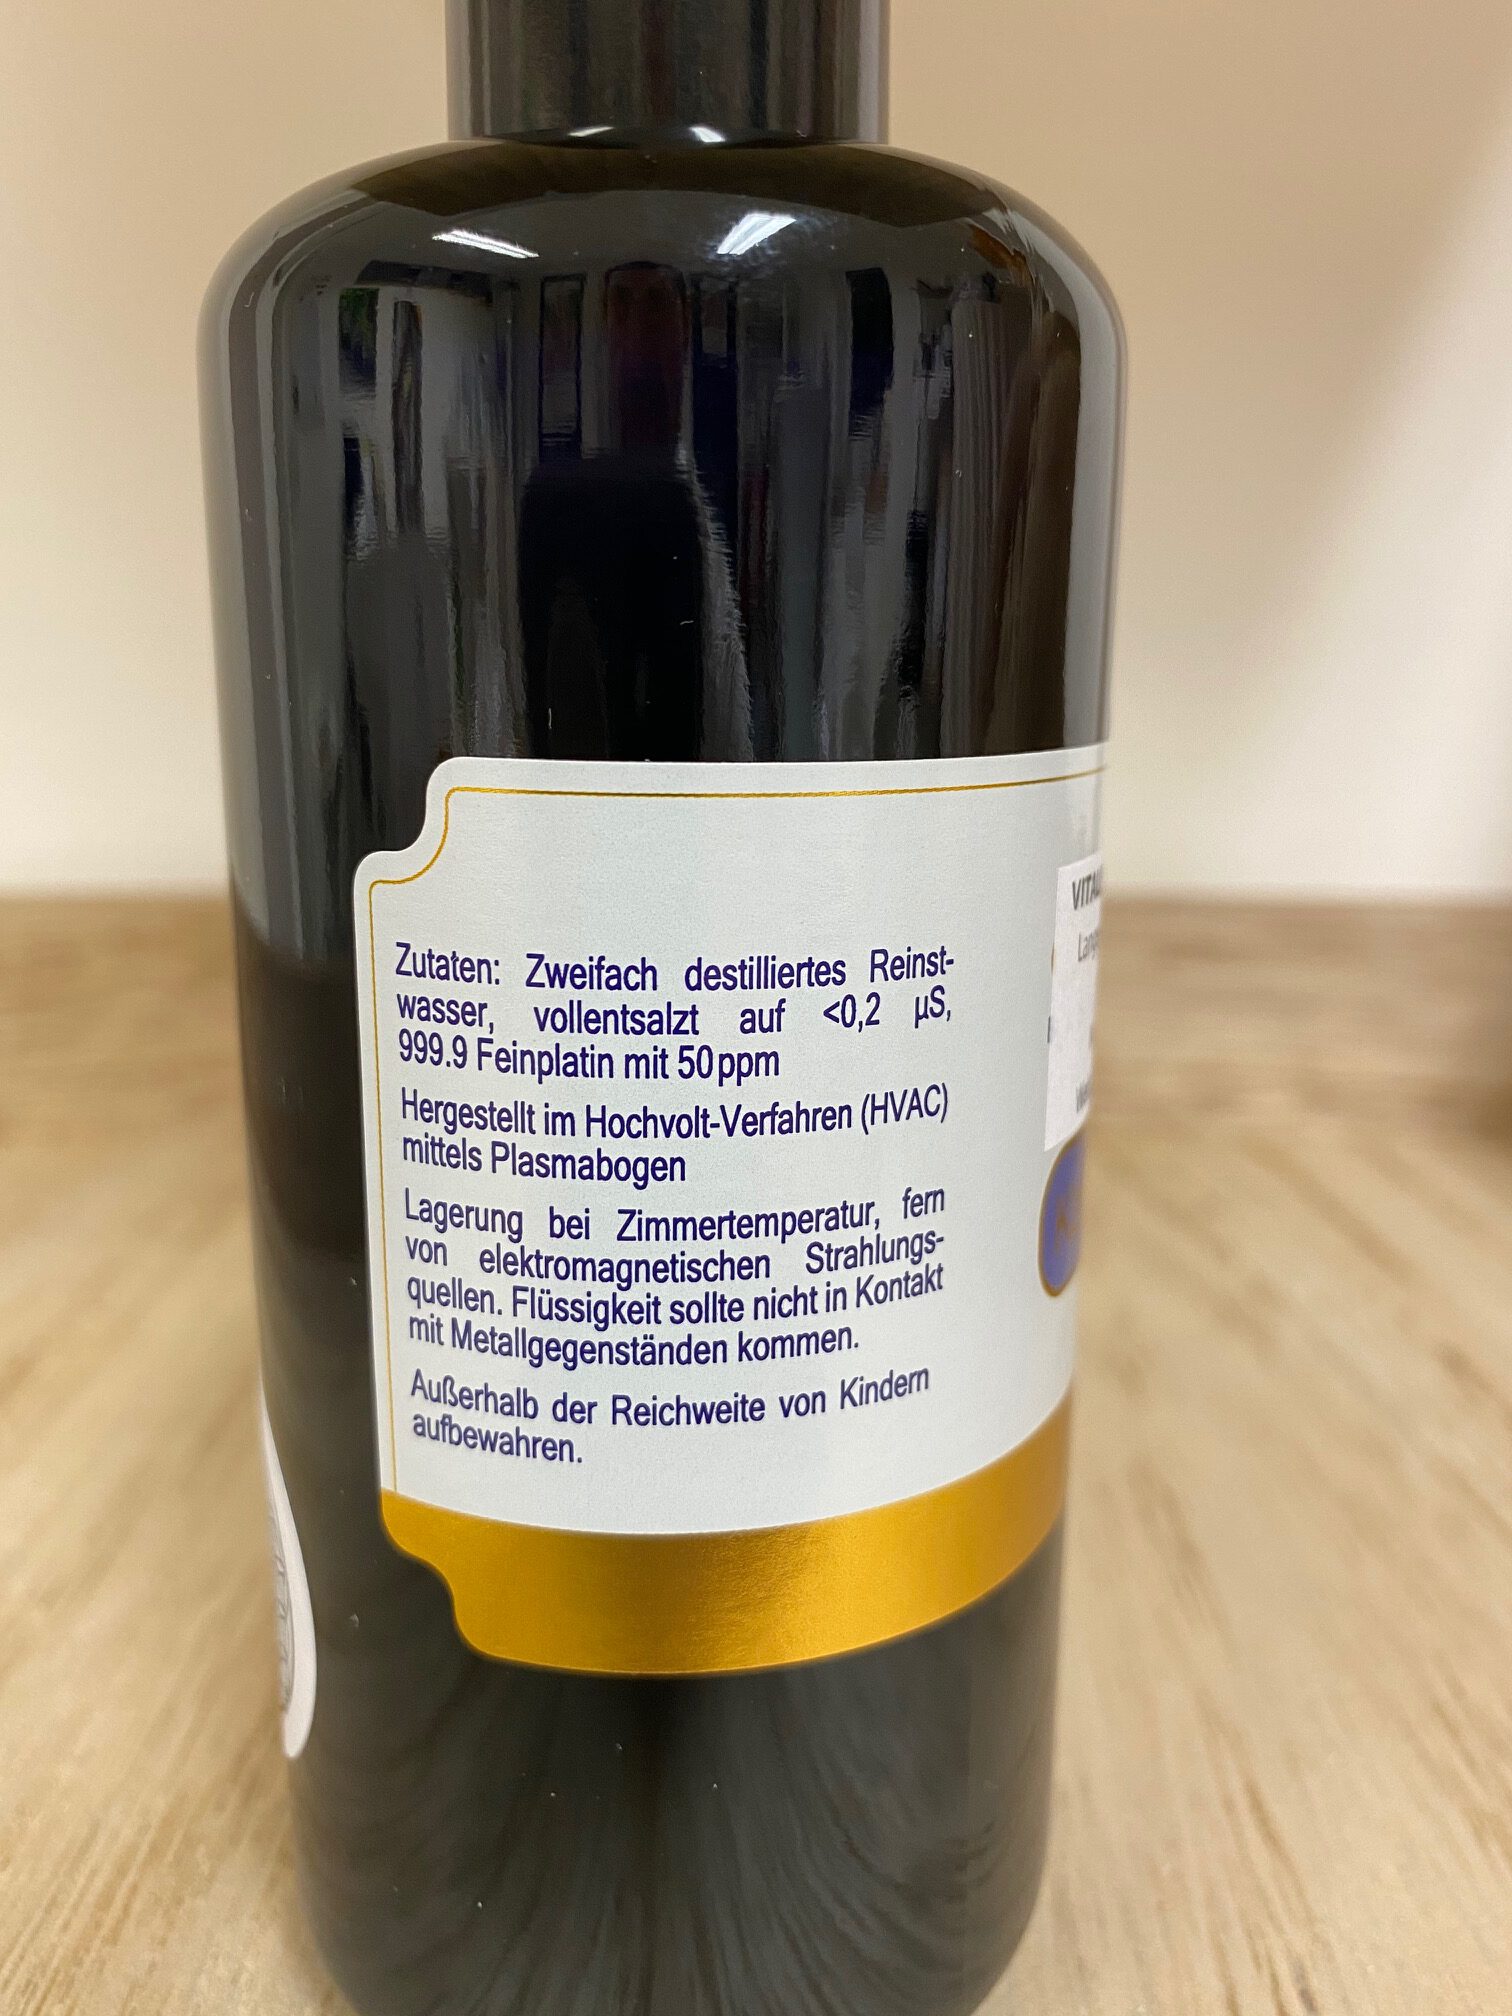 Zutaten: Zweifach destilliertes Reinst-
wasser, vollentsalzt auf <0,2 µS,
999.9 Feinplatin mit 50ppm
Hergestellt im Hochvolt-Verfahren (HVAC)
mittels Plasmabogen
Lagerung bei Zimmertemperatur, fern
von elektromagnetischen Strahlungs-
quellen. Flüssigkeit sollte nicht in Kontakt
mit Metallgegenständen kommen.
Außerhalb der Reichweite von Kindern
aufbewahren.